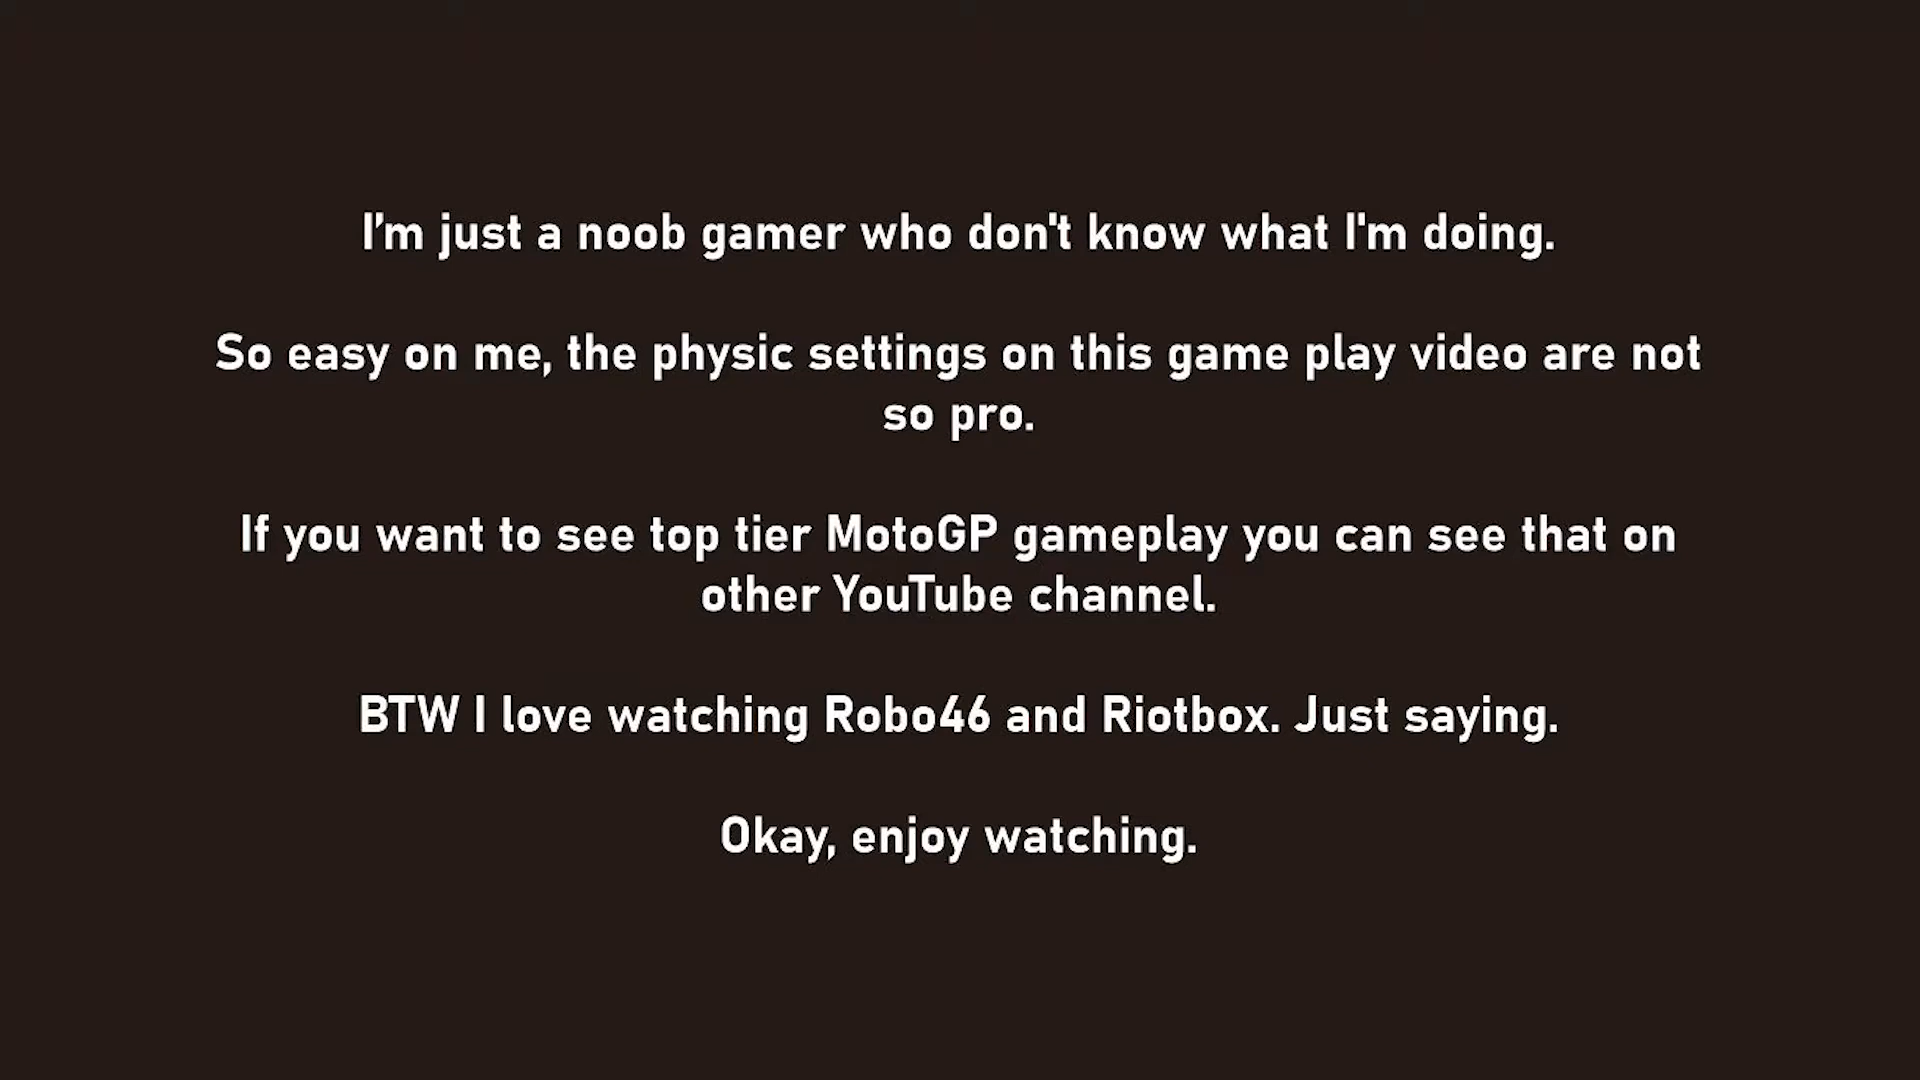 I’m just a noob gamer who don't know what I'm doing.
So easy on me, the physic settings on this game play video are not
so pro.
If you want to see top tier MotoGP gameplay you can see that on
other YouTube channel.
BTW I love watching Robo46 and Riotbox. Just saying.
Okay, enjoy watching.